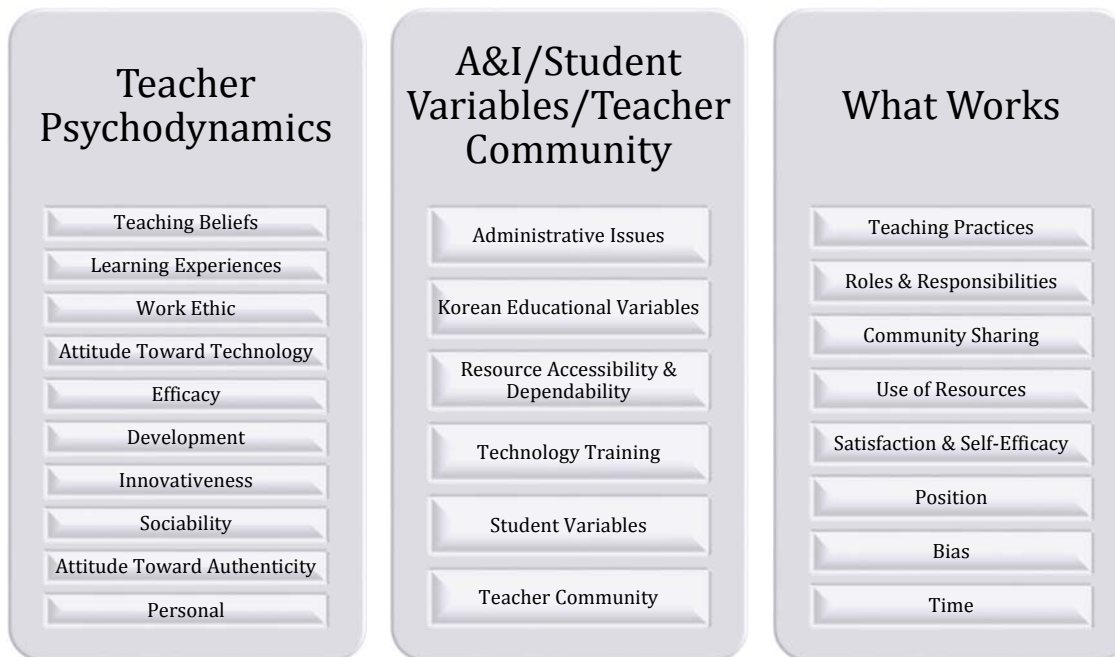 Teacher
Psychodynamics
Teaching Beliefs
Learning Experiences
Work Ethic
Attitude Toward Technology
Efficacy
Development
Innovativeness
Sociability
Attitude Toward Authenticity
Personal
A&I/Student
Variables/Teacher
Community
Administrative Issues
Korean Educational Variables
Resource Accessibility &
Dependability
Technology Training
Student Variables
Teacher Community
What Works
Teaching Practices
Roles & Responsibilities
Community Sharing
Use of Resources
Satisfaction & Self-Efficacy
Position
Bias
Time